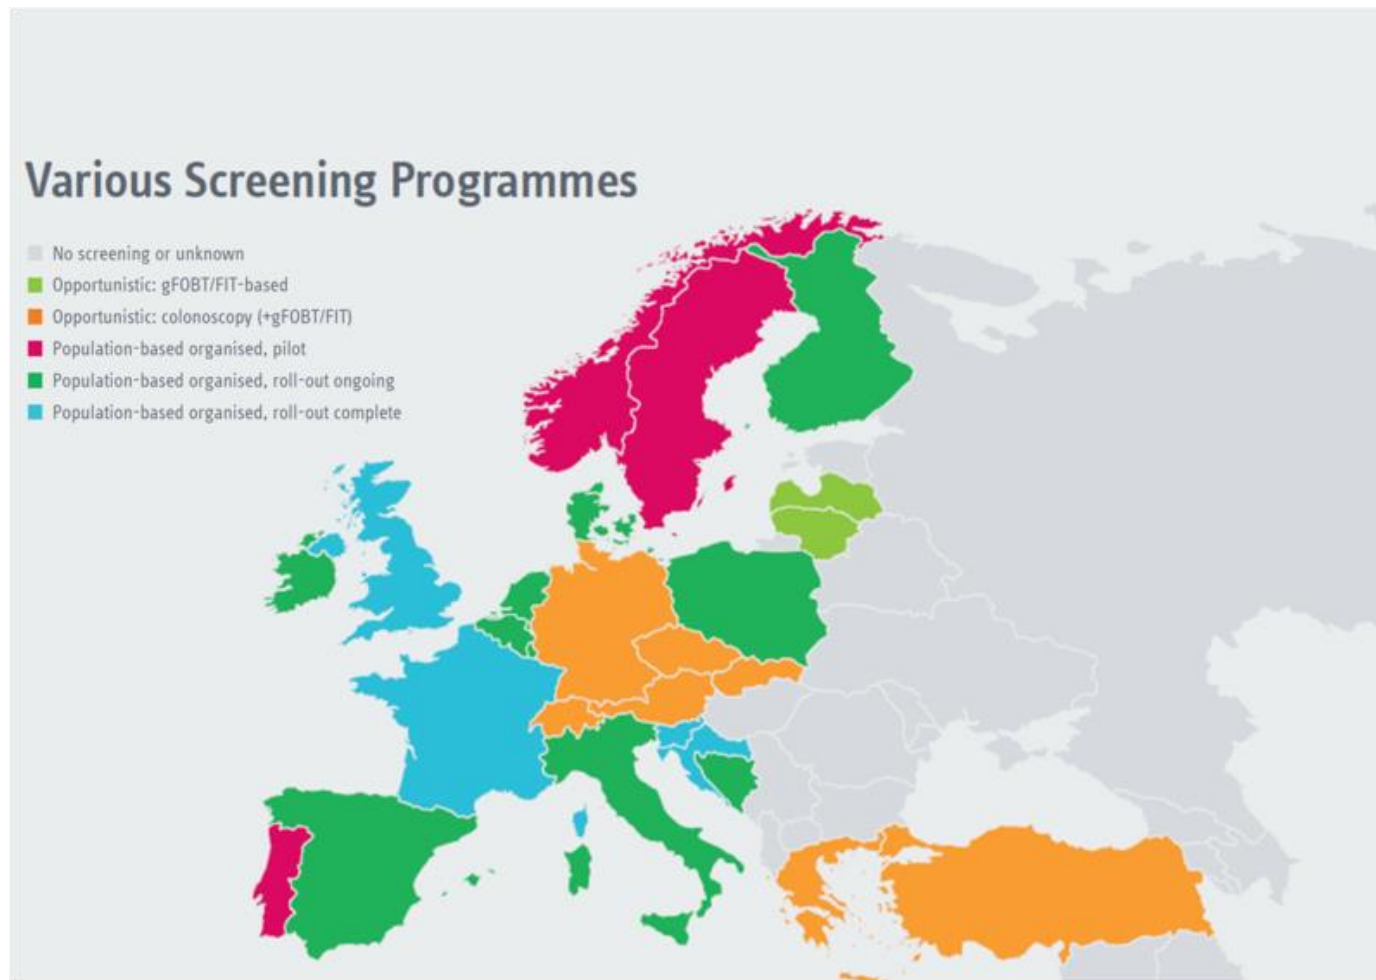 Various Screening Programmes
No screening or unknown
Opportunistic: gFOBT/FIT-based
Opportunistic: colonoscopy (+gFOBT/FIT)
Population-based organised, pilot
Population-based organised, roll-out ongoing
Population-based organised, roll-out complete